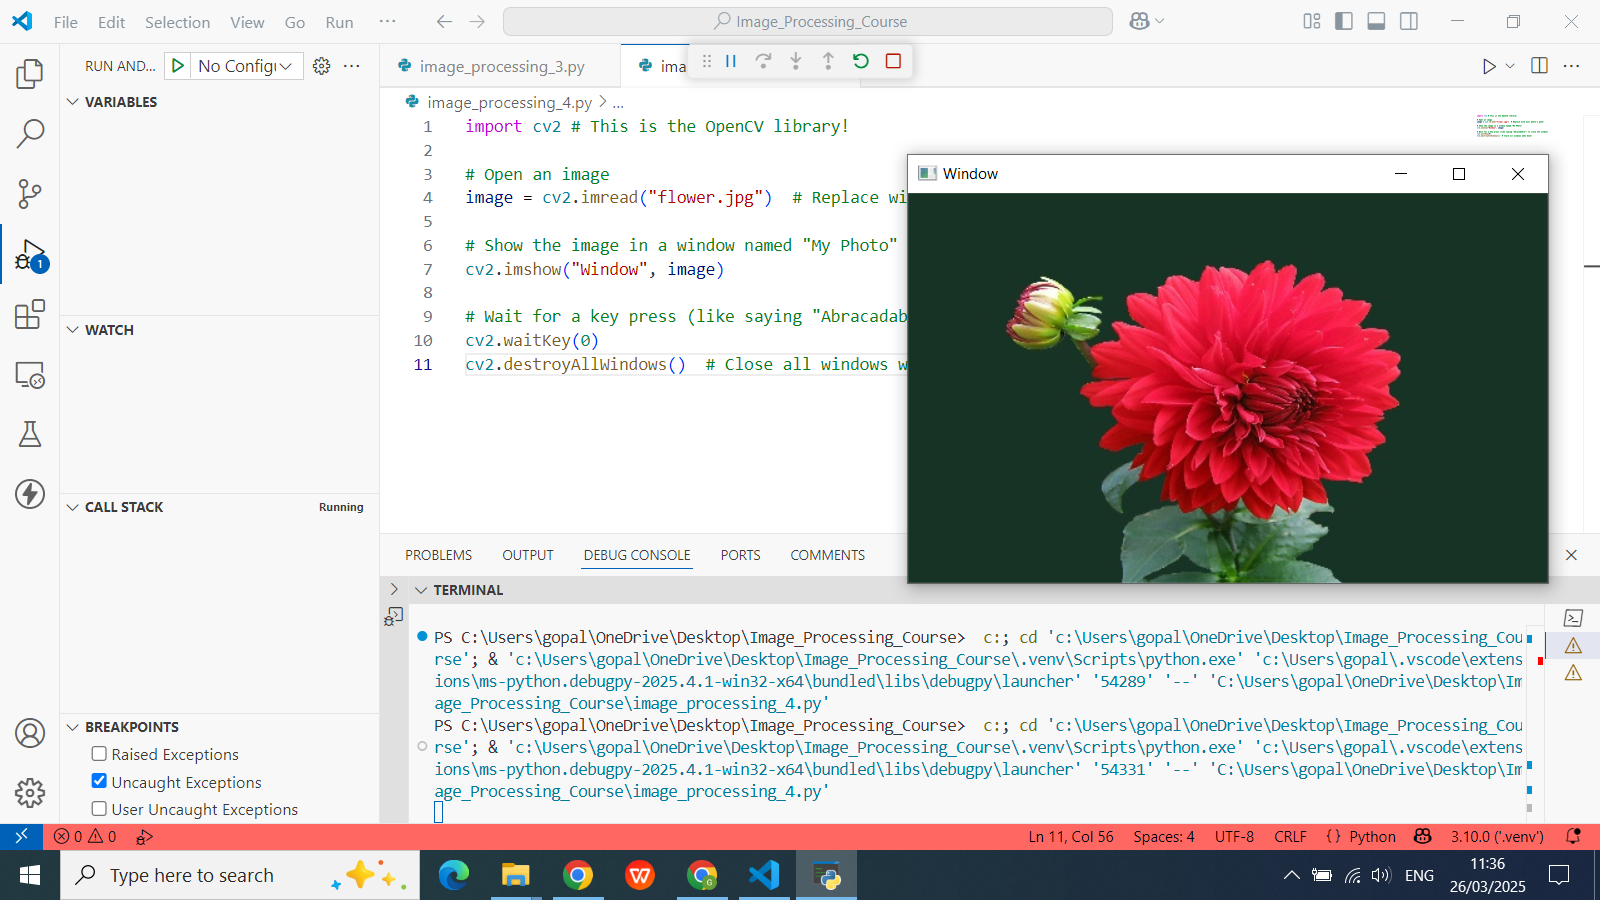 File Edit Selection View Go Run ···
Image_Processing_Course
RUN AND... No Config
image_processing_3.py
ima
VARIABLES
image_processing_4.py > ...
1 import cv2 # This is the OpenCV library!
2
3 # Open an image
4 image = cv2.imread("flower.jpg")  # Replace wi
5
6 # Show the image in a window named "My Photo"
7 cv2.imshow("Window", image)
8
9 # Wait for a key press (like saying "Abracadab
10 cv2.waitKey(0)
11 cv2.destroyAllWindows()  # Close all windows w
Window
1
WATCH
CALL STACK Running
BREAKPOINTS
Raised Exceptions
Uncaught Exceptions
User Uncaught Exceptions
PROBLEMS OUTPUT DEBUG CONSOLE PORTS COMMENTS
TERMINAL
PS C:\Users\gopal\OneDrive\Desktop\Image_Processing_Course>  c:; cd 'c:\Users\gopal\OneDrive\Desktop\Image_Processing_Cou
rse'; & 'c:\Users\gopal\OneDrive\Desktop\Image_Processing_Course\.venv\Scripts\python.exe' 'c:\Users\gopal\.vscode\extens
ions\ms-python.debugpy-2025.4.1-win32-x64\bundled\libs\debugpy\launcher' '54289' '--' 'C:\Users\gopal\OneDrive\Desktop\Im
age_Processing_Course\image_processing_4.py'
PS C:\Users\gopal\OneDrive\Desktop\Image_Processing_Course>  c:; cd 'c:\Users\gopal\OneDrive\Desktop\Image_Processing_Cou
rse'; & 'c:\Users\gopal\OneDrive\Desktop\Image_Processing_Course\.venv\Scripts\python.exe' 'c:\Users\gopal\.vscode\extens
ions\ms-python.debugpy-2025.4.1-win32-x64\bundled\libs\debugpy\launcher' '54331' '--' 'C:\Users\gopal\OneDrive\Desktop\Im
age_Processing_Course\image_processing_4.py'
0 0 Ln 11, Col 56 Spaces: 4 UTF-8 CRLF {} Python 3.10.0 ('.venv')
Type here to search
ENG
11:36
26/03/2025